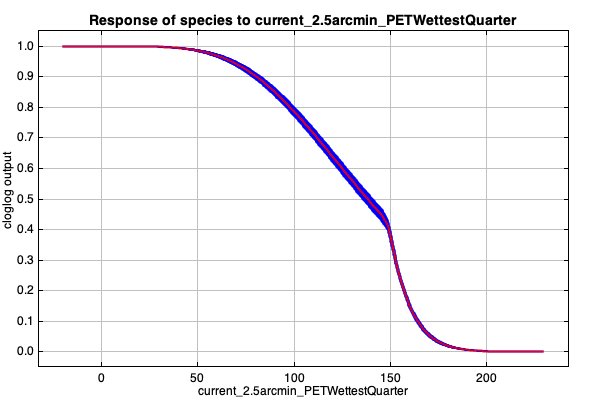 Response of species to current_2.5arcmin_PETWettestQuarter
1.0
0.9
0.8
0.7
0.6
0.5
0.4
0.3
0.2
0.1
0.0
cloglog output
0 50 100 150 200
current_2.5arcmin_PETWettestQuarter